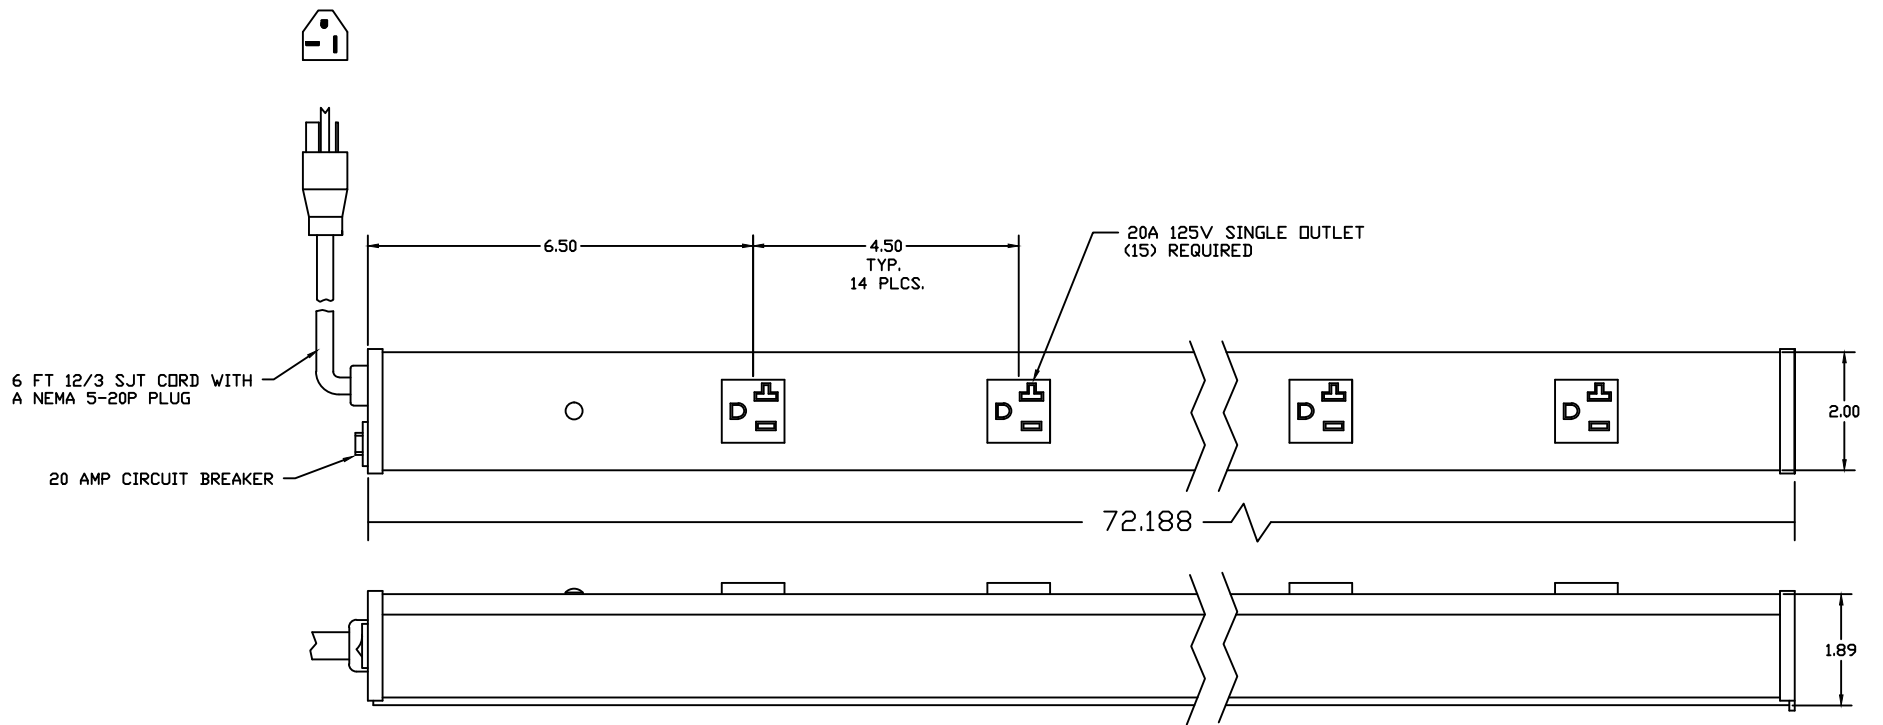 6.50
4.50
TYP.
14 PLCS.
20A 125V SINGLE OUTLET
(15) REQUIRED
6 FT 12/3 SJT CORD WITH
A NEMA 5-20P PLUG
20 AMP CIRCUIT BREAKER
2.00
72.188
1.89